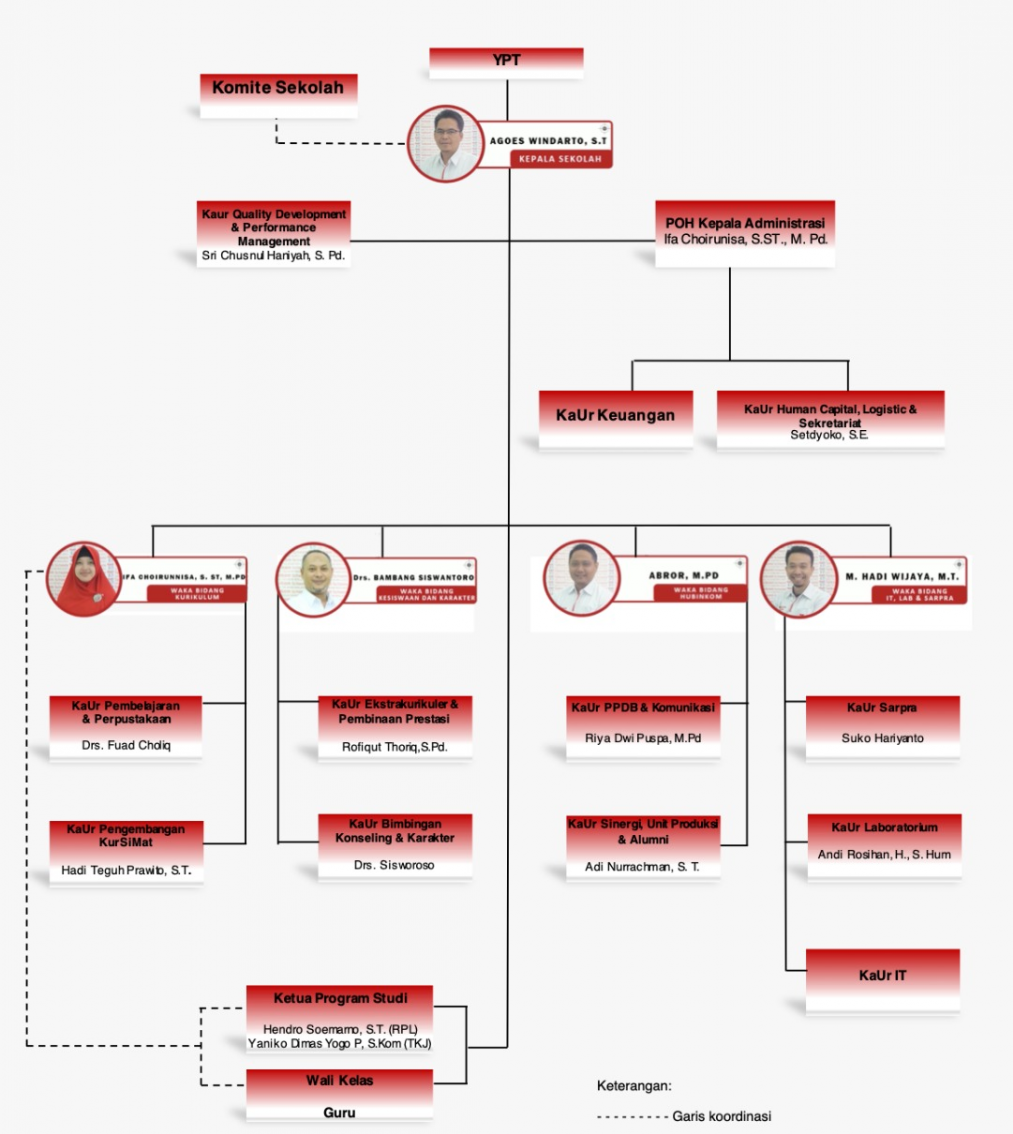 YPT
Komite Sekolah
AGOES WINDARTO, S.T
KEPALA SEKOLAH
Kaur Quality Development
& Performance
Management
Sri Chusnul Haniyah, S. Pd.
POH Kepala Administrasi
Ifa Choirunisa, S.ST., M. Pd.
KaUr Keuangan
KaUr Human Capital, Logistic &
Sekretariat
Setdyoko, S.E.
IFA CHOIRUNNISA, S. ST, M.PD
WAKA BIDANG
KURIKULUM
Drs. BAMBANG SISWANTORO
WAKA BIDANG
KESISWAAN DAN KARAKTER
ABROR, M.PD
WAKA BIDANG
HUBINKOM
M. HADI WIJAYA, M.T.
WAKA BIDANG
IT, LAB & SARPRA
KaUr Pembelajaran
& Perpustakaan
Drs. Fuad Choliq
KaUr Ekstrakurikuler &
Pembinaan Prestasi
Rofiqut Thoriq,S.Pd.
KaUr PPDB & Komunikasi
Riya Dwi Puspa, M.Pd
KaUr Sarpra
Suko Hariyanto
KaUr Pengembangan
KurSiMat
Hadi Teguh Prawito, S.T.
KaUr Bimbingan
Konseling & Karakter
Drs. Sisworoso
KaUr Sinergi, Unit Produksi
& Alumni
Adi Nurrachman, S. T.
KaUr Laboratorium
Andi Rosihan, H., S. Hum
KaUr IT
Ketua Program Studi
Hendro Soemarno, S.T. (RPL)
Yaniko Dimas Yogo P, S.Kom (TKJ)
Wali Kelas
Guru
Keterangan:
- - - - - - - - Garis koordinasi